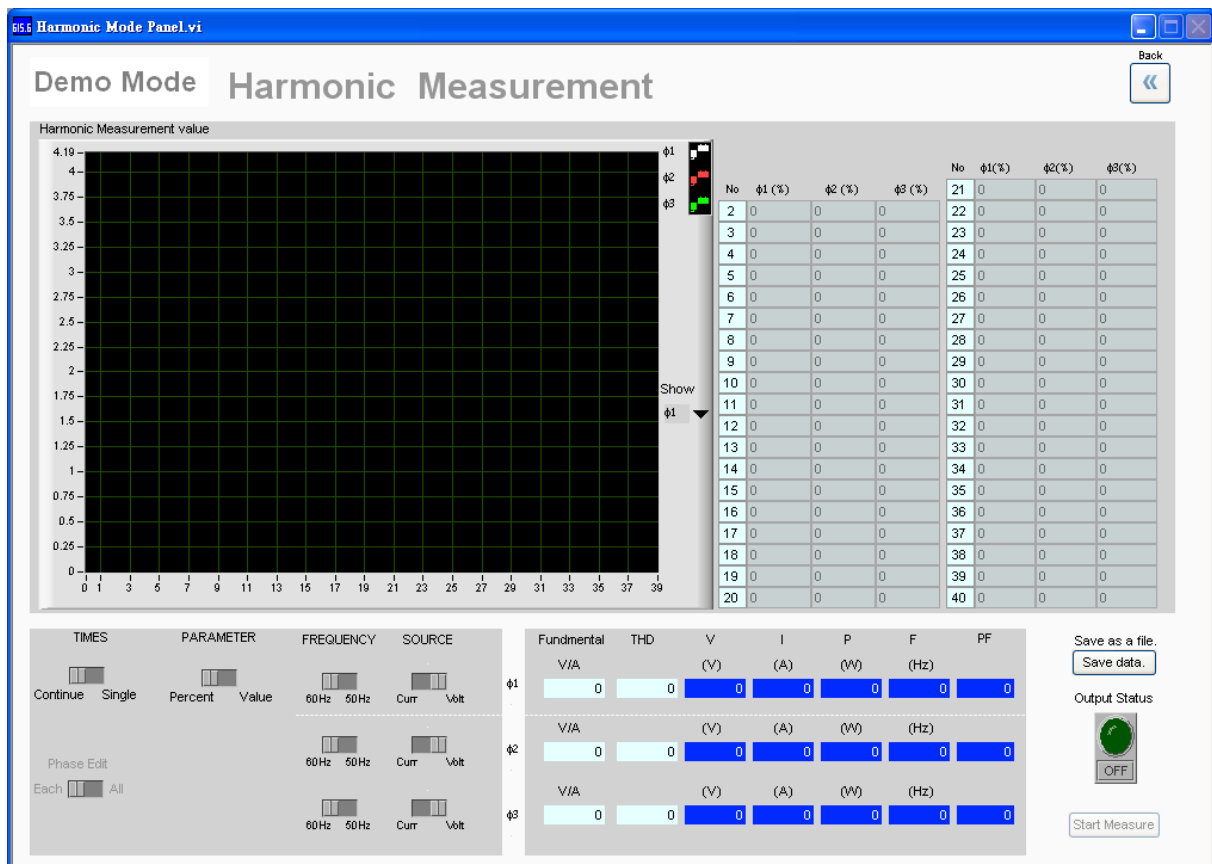 615.6 Harmonic Mode Panel.vi
Back
Demo Mode Harmonic Measurement
«
Harmonic Measurement value
4.19
4
3.75
3.5
3.25
3
2.75
2.5
2.25
2
1.75
1.5
1.25
1
0.75
0.5
0.25
0
0 1 3 5 7 9 11 13 15 17 19 21 23 25 27 29 31 33 35 37 39
ϕ1
ϕ2
ϕ3
Show
ϕ1
No ϕ1 (%) ϕ2 (%) ϕ3 (%)
2 0 0 0
3 0 0 0
4 0 0 0
5 0 0 0
6 0 0 0
7 0 0 0
8 0 0 0
9 0 0 0
10 0 0 0
11 0 0 0
12 0 0 0
13 0 0 0
14 0 0 0
15 0 0 0
16 0 0 0
17 0 0 0
18 0 0 0
19 0 0 0
20 0 0 0
No ϕ1(%) ϕ2(%) ϕ3(%)
21 0 0 0
22 0 0 0
23 0 0 0
24 0 0 0
25 0 0 0
26 0 0 0
27 0 0 0
28 0 0 0
29 0 0 0
30 0 0 0
31 0 0 0
32 0 0 0
33 0 0 0
34 0 0 0
35 0 0 0
36 0 0 0
37 0 0 0
38 0 0 0
39 0 0 0
40 0 0 0
TIMES PARAMETER FREQUENCY SOURCE
Continue Single Percent Value 60Hz 50Hz Curr Volt
60Hz 50Hz Curr Volt
Phase Edit
Each All
60Hz 50Hz Curr Volt
Fundmental THD V I P F PF
V/A (V) (A) (W) (Hz)
ϕ1 0 0 0 0 0 0 0
V/A (V) (A) (W) (Hz)
ϕ2 0 0 0 0 0 0 0
V/A (V) (A) (W) (Hz)
ϕ3 0 0 0 0 0 0 0
Save as a file.
Save data.
Output Status
OFF
Start Measure